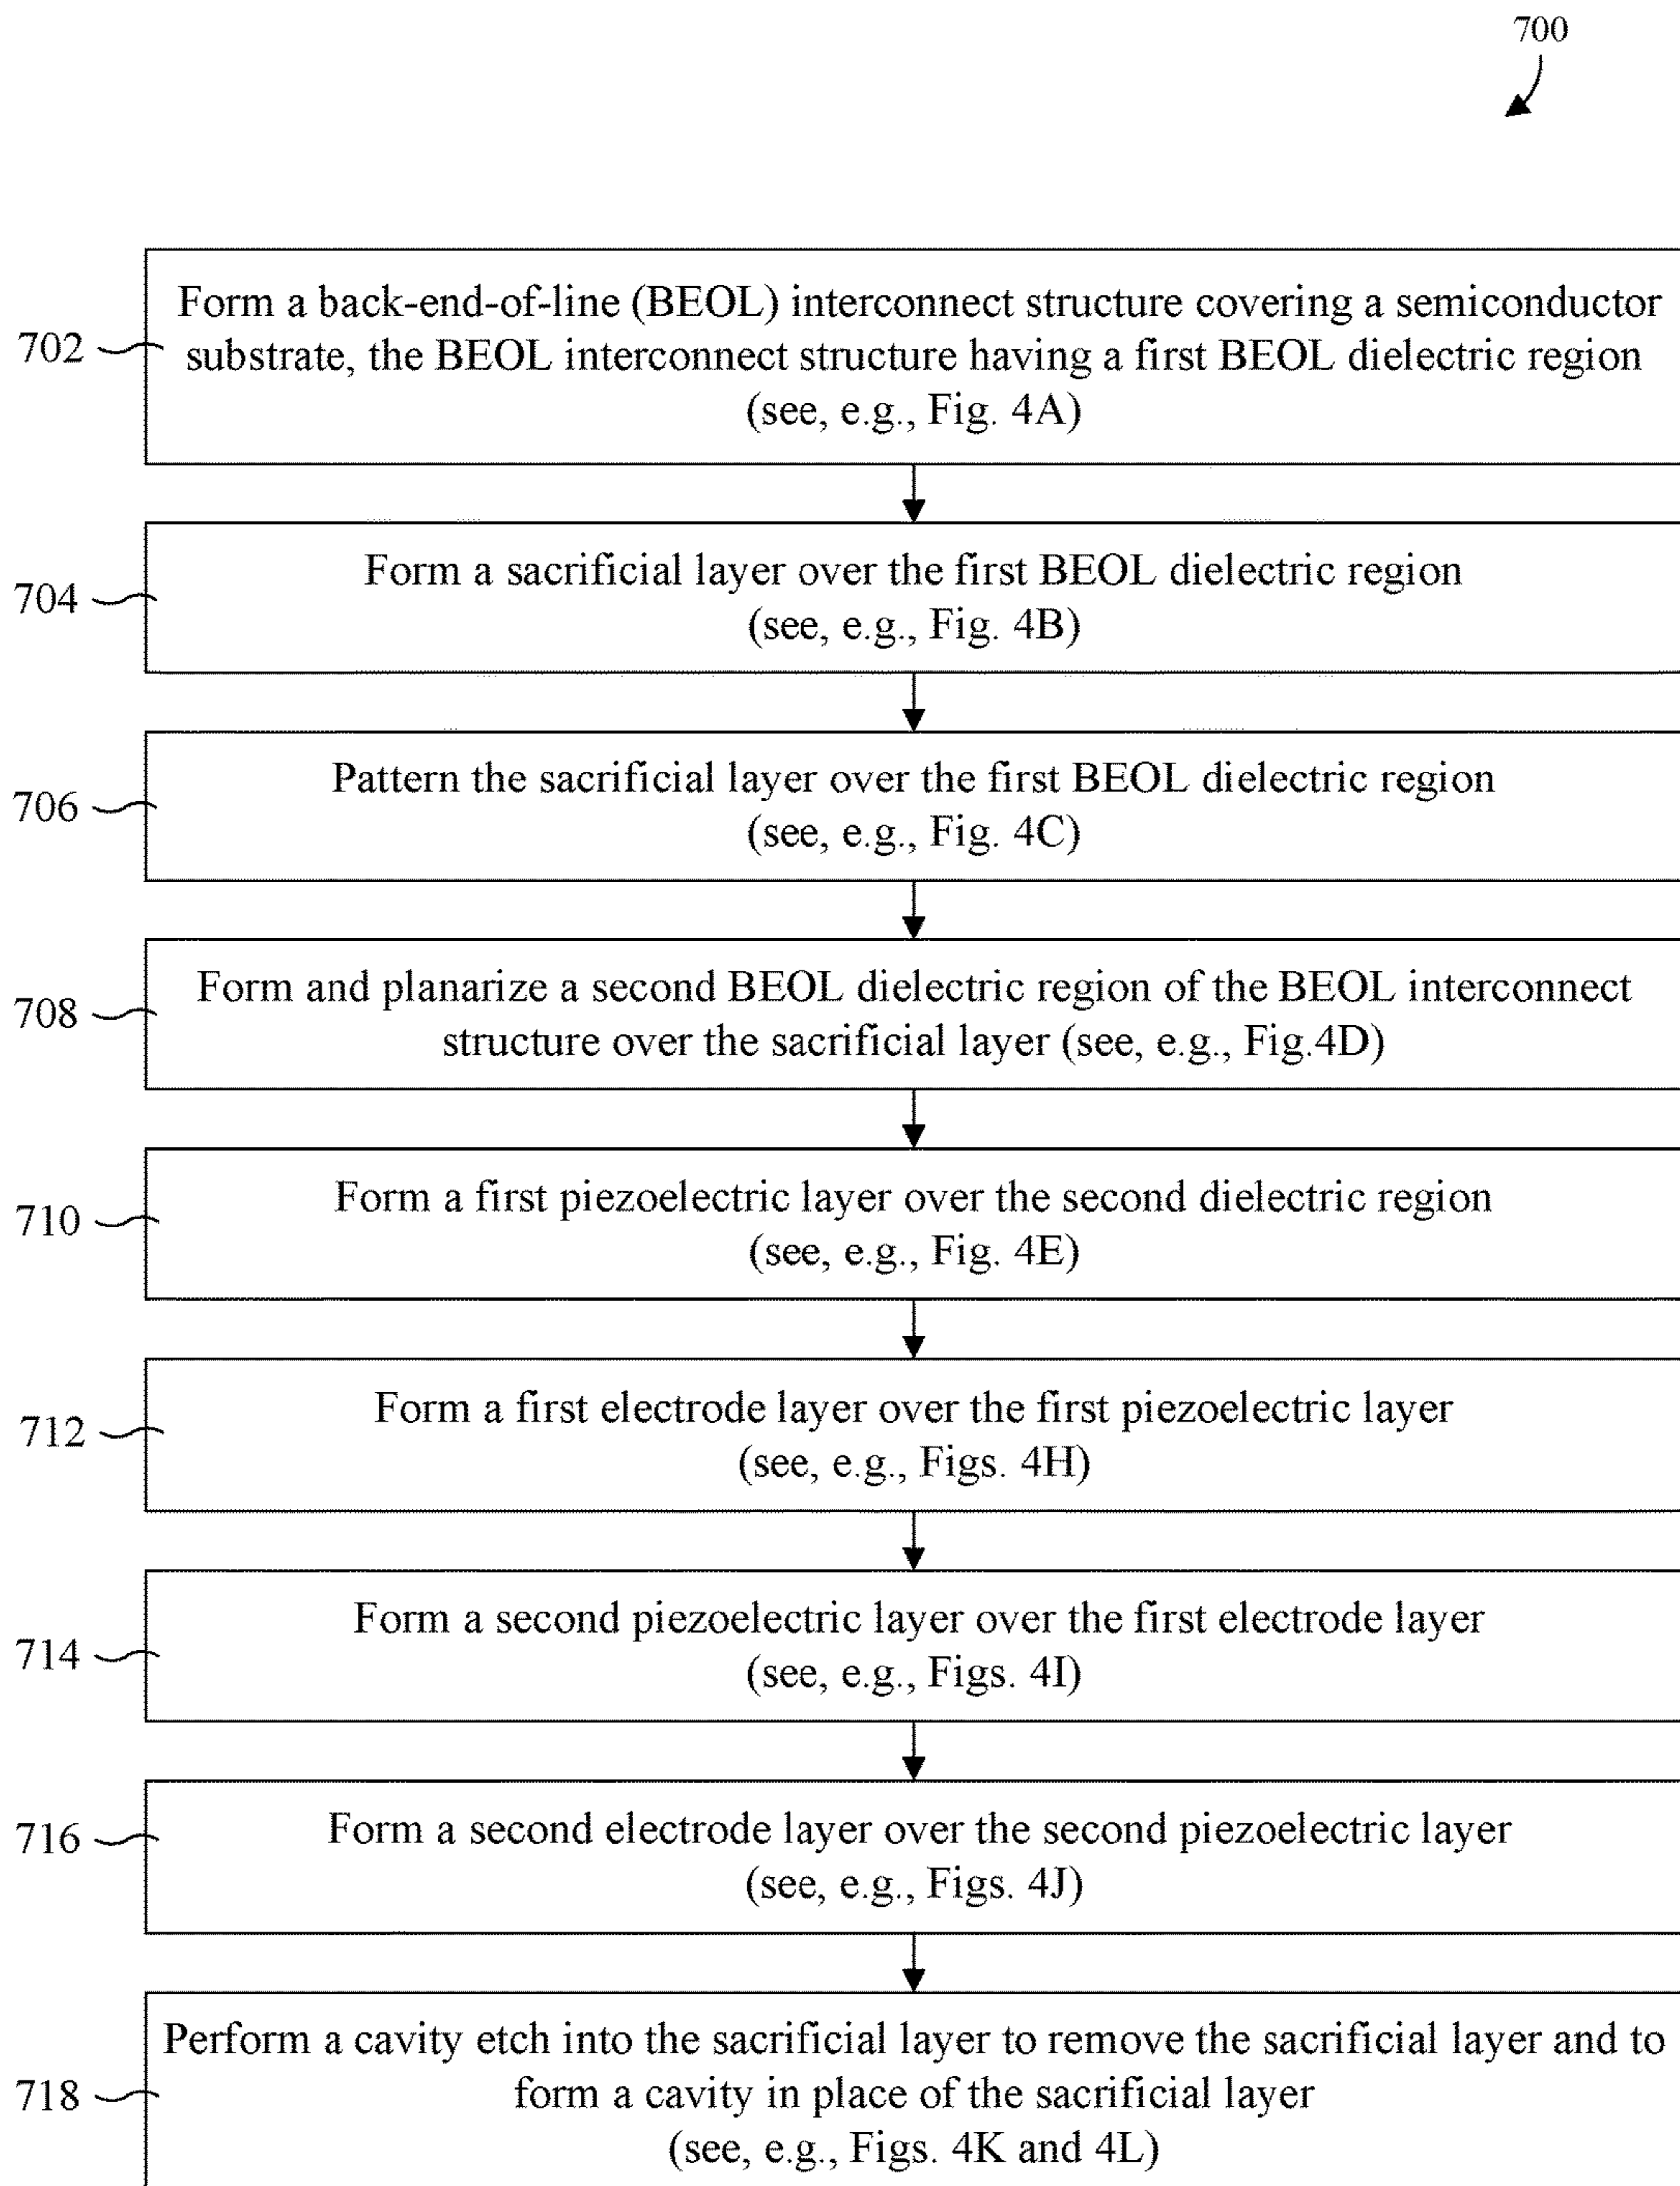 700
702
Form a back-end-of-line (BEOL) interconnect structure covering a semiconductor
substrate, the BEOL interconnect structure having a first BEOL dielectric region
(see, e.g., Fig. 4A)
704
Form a sacrificial layer over the first BEOL dielectric region
(see, e.g., Fig. 4B)
706
Pattern the sacrificial layer over the first BEOL dielectric region
(see, e.g., Fig. 4C)
708
Form and planarize a second BEOL dielectric region of the BEOL interconnect
structure over the sacrificial layer (see, e.g., Fig.4D)
710
Form a first piezoelectric layer over the second dielectric region
(see, e.g., Fig. 4E)
712
Form a first electrode layer over the first piezoelectric layer
(see, e.g., Figs. 4H)
714
Form a second piezoelectric layer over the first electrode layer
(see, e.g., Figs. 4I)
716
Form a second electrode layer over the second piezoelectric layer
(see, e.g., Figs. 4J)
718
Perform a cavity etch into the sacrificial layer to remove the sacrificial layer and to
form a cavity in place of the sacrificial layer
(see, e.g., Figs. 4K and 4L)